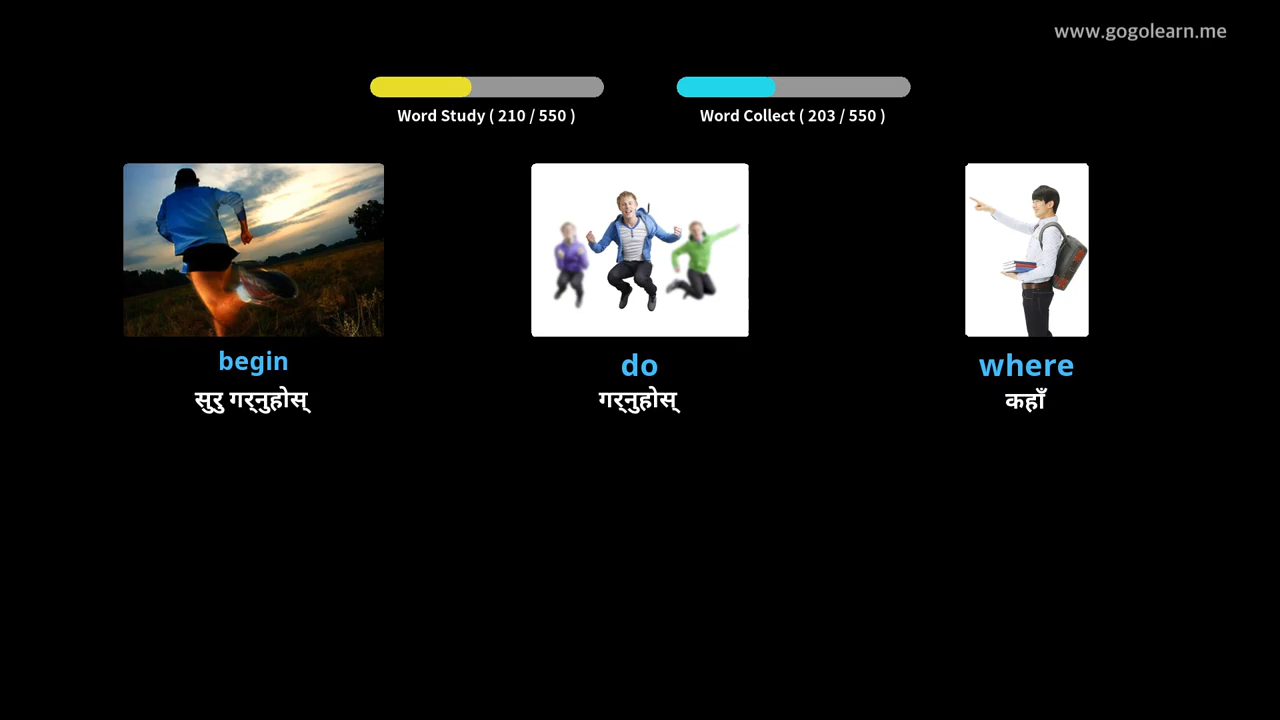 www.gogolearn.me
Word Study ( 210 / 550 )
Word Collect ( 203 / 550 )
begin
do
where
सुरु गर्नुहोस्
गर्नुहोस्
कहाँ